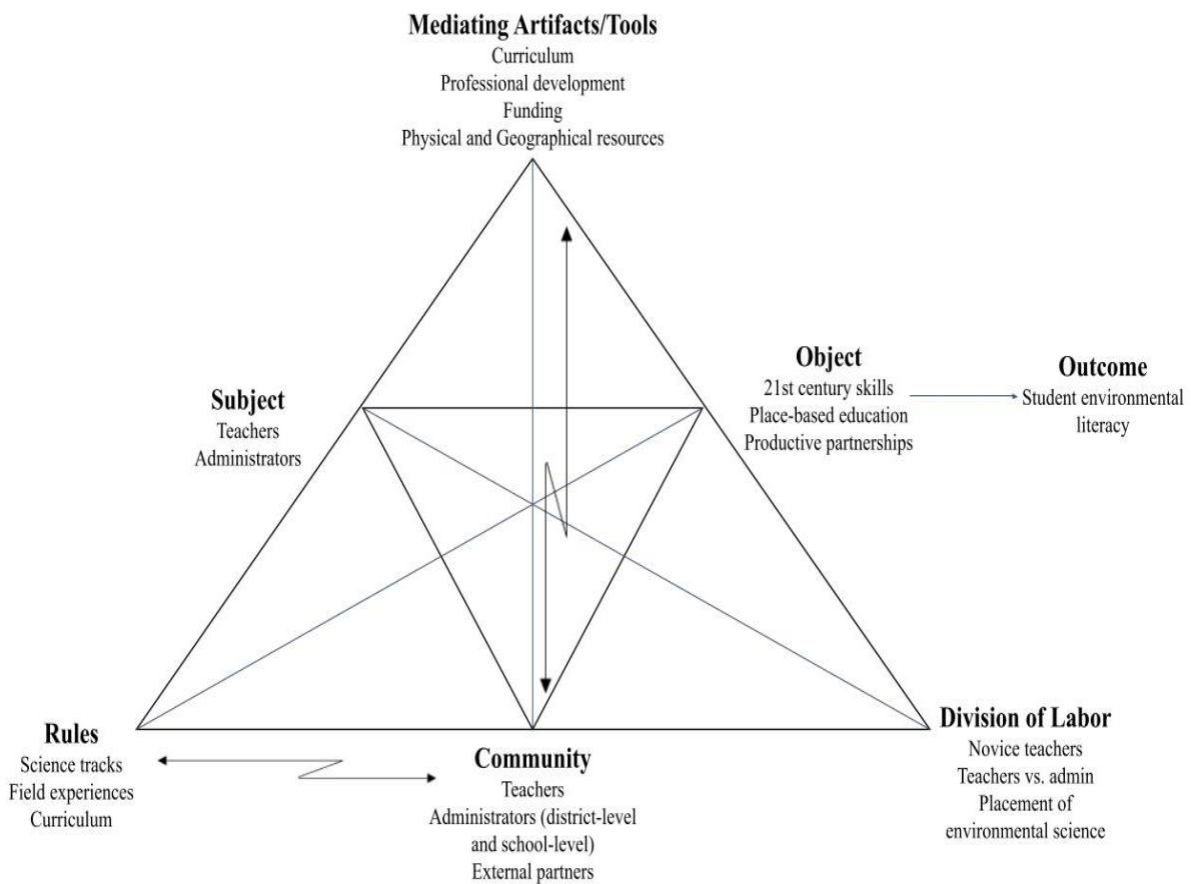 Mediating Artifacts/Tools
Curriculum
Professional development
Funding
Physical and Geographical resources
Subject
Teachers
Administrators
Object
21st century skills
Place-based education
Productive partnerships
Outcome
Student environmental
literacy
Rules
Science tracks
Field experiences
Curriculum
Community
Teachers
Administrators (district-level
and school-level)
External partners
Division of Labor
Novice teachers
Teachers vs. admin
Placement of
environmental science